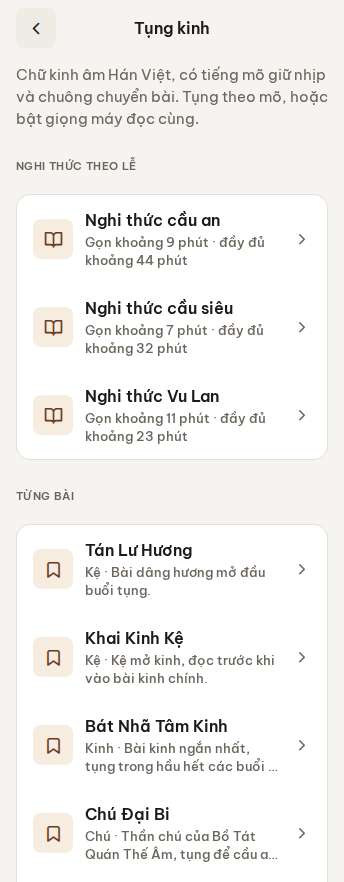 Tụng kinh
Chữ kinh âm Hán Việt, có tiếng mõ giữ nhịp
và chuông chuyển bài. Tụng theo mõ, hoặc
bật giọng máy đọc cùng.
NGHI THỨC THEO LỄ
Nghi thức cầu an
Gọn khoảng 9 phút · đầy đủ
khoảng 44 phút
Nghi thức cầu siêu
Gọn khoảng 7 phút · đầy đủ
khoảng 32 phút
Nghi thức Vu Lan
Gọn khoảng 11 phút · đầy đủ
khoảng 23 phút
TỪNG BÀI
Tán Lư Hương
Kệ · Bài dâng hương mở đầu
buổi tụng.
Khai Kinh Kệ
Kệ · Kệ mở kinh, đọc trước khi
vào bài kinh chính.
Bát Nhã Tâm Kinh
Kinh · Bài kinh ngắn nhất,
tụng trong hầu hết các buổi ...
Chú Đại Bi
Chú · Thần chú của Bồ Tát
Quán Thế Âm, tụng để cầu a...